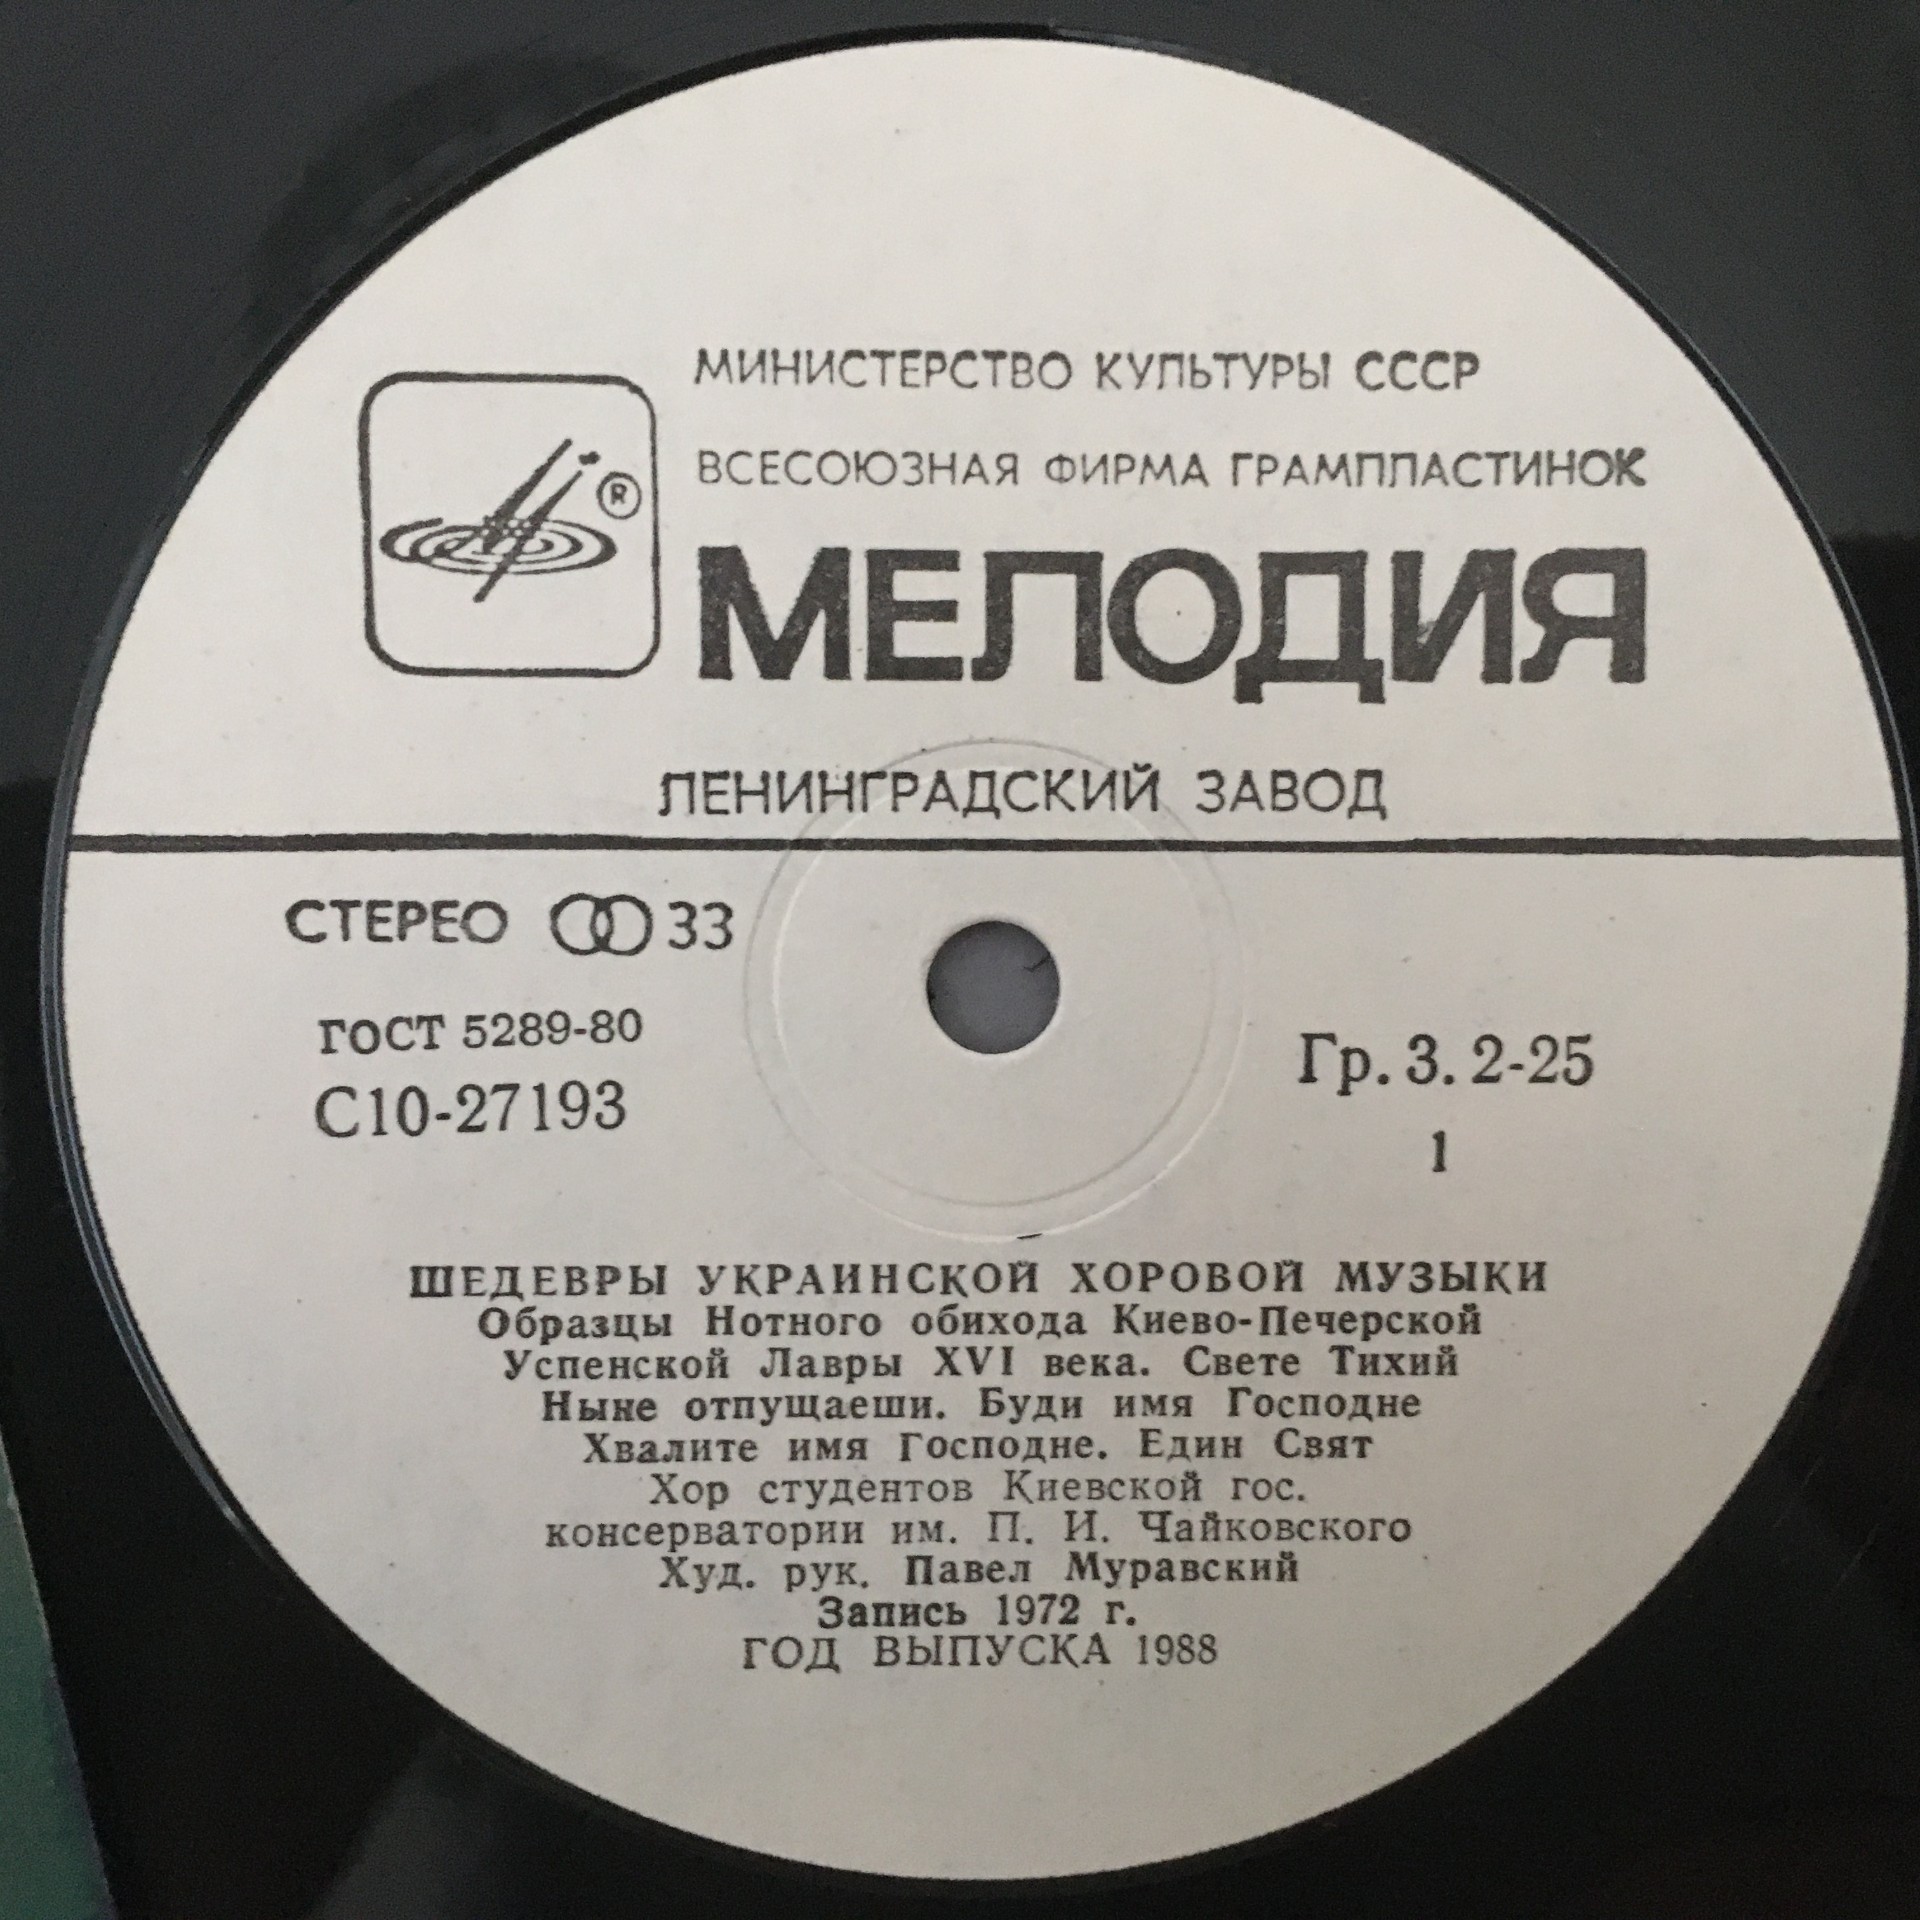 МИНИСТЕРСТВО КУЛЬТУРЫ СССР
ВСЕСОЮЗНАЯ ФИРМА ГРАМПЛАСТИНОК
®
МЕЛОДИЯ
ЛЕНИНГРАДСКИЙ ЗАВОД
СТЕРЕО 33
ГОСТ 5289-80
С10-27193
Гр. 3. 2-25
1
ШЕДЕВРЫ УКРАИНСКОЙ ХОРОВОЙ МУЗЫКИ
Образцы Нотного обихода Киево-Печерской
Успенской Лавры XVI века. Свете Тихий
Ныне отпущаеши. Буди имя Господне
Хвалите имя Господне. Един Свят
Хор студентов Киевской гос.
консерватории им. П. И. Чайковского
Худ. рук. Павел Муравский
Запись 1972 г.
ГОД ВЫПУСКА 1988